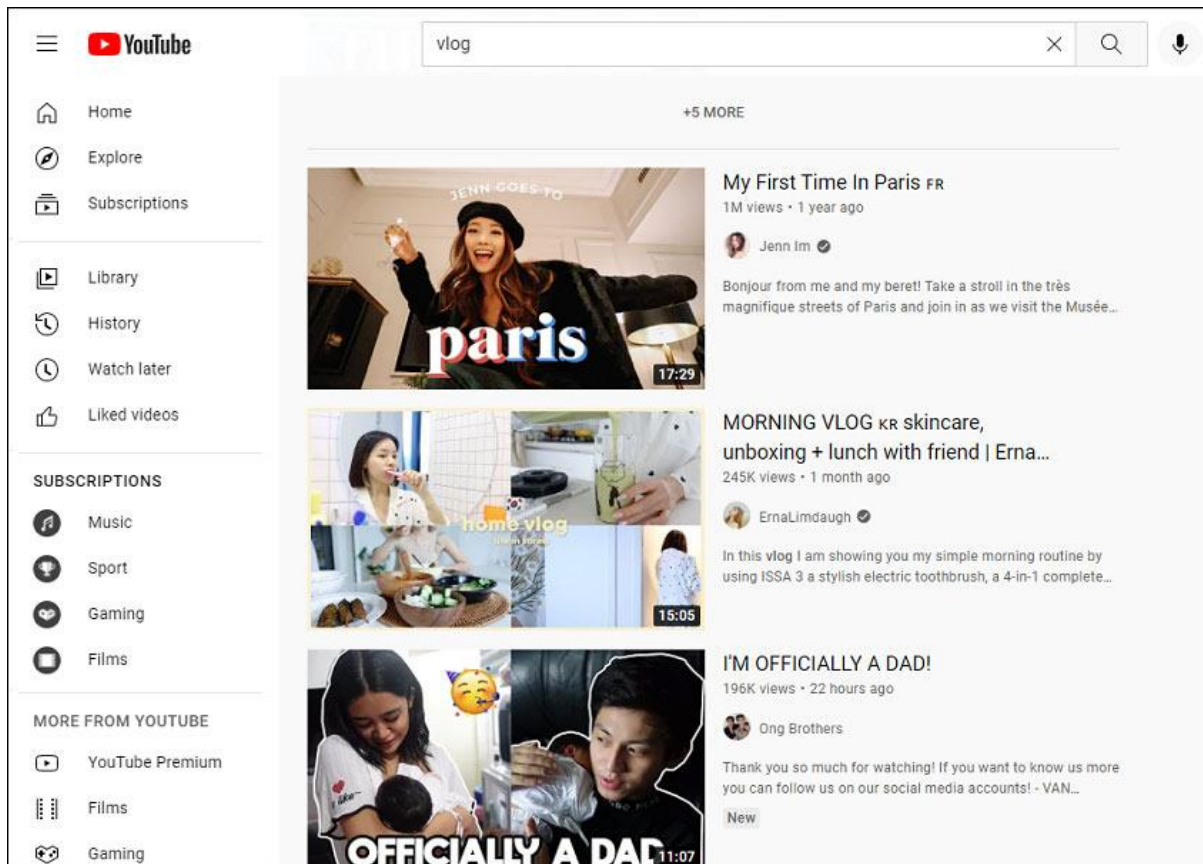 YouTube
vlog
Home
Explore
Subscriptions
Library
History
Watch later
Liked videos
SUBSCRIPTIONS
Music
Sport
Gaming
Films
MORE FROM YOUTUBE
YouTube Premium
Films
Gaming
+5 MORE
JENN GOES TO
paris
17:29
My First Time In Paris FR
1M views • 1 year ago
Jenn Im
Bonjour from me and my beret! Take a stroll in the très
magnifique streets of Paris and join in as we visit the Musée...
home vlog
life in korea
15:05
MORNING VLOG KR skincare,
unboxing + lunch with friend | Erna...
245K views • 1 month ago
ErnaLimdaugh
In this vlog I am showing you my simple morning routine by
using ISSA 3 a stylish electric toothbrush, a 4-in-1 complete...
OFFICIALLY A DAD
11:07
I'M OFFICIALLY A DAD!
196K views • 22 hours ago
Ong Brothers
Thank you so much for watching! If you want to know us more
you can follow us on our social media accounts! - VAN...
New